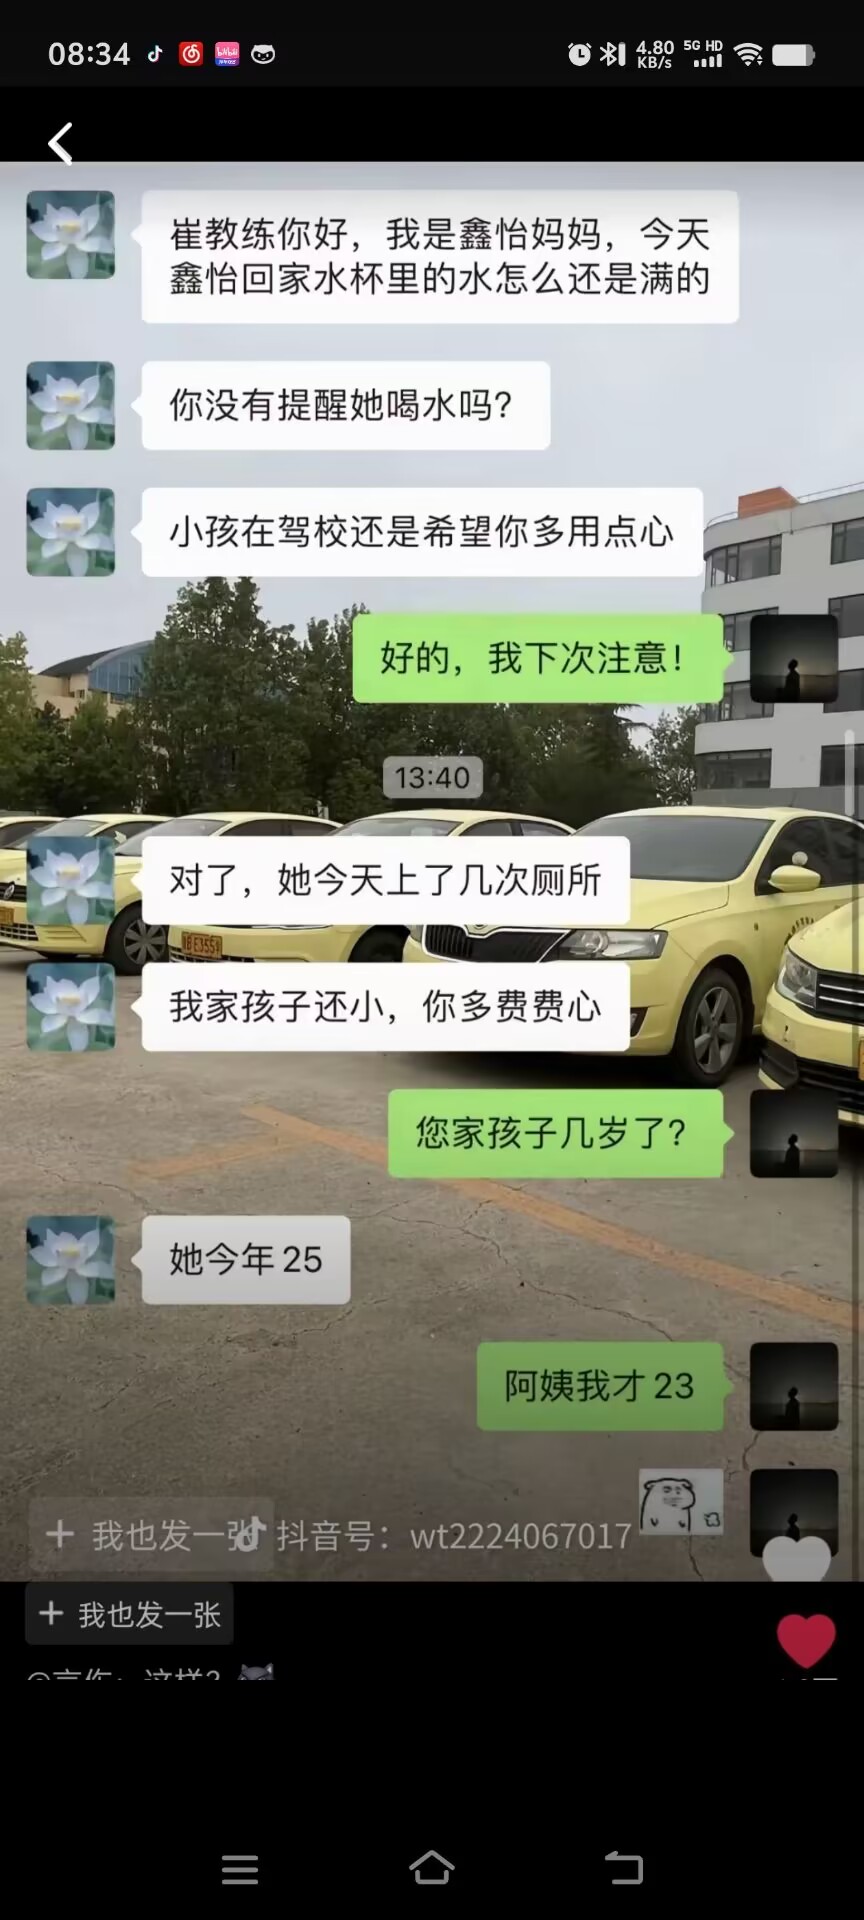 08:34
4.80
KB/s
5G HD
崔教练你好，我是鑫怡妈妈，今天
鑫怡回家水杯里的水怎么还是满的
你没有提醒她喝水吗？
小孩在驾校还是希望你多用点心
好的，我下次注意！
13:40
对了，她今天上了几次厕所
我家孩子还小，你多费费心
您家孩子几岁了？
她今年25
阿姨我才23
+ 我也发一张
抖音号：wt2224067017
+ 我也发一张